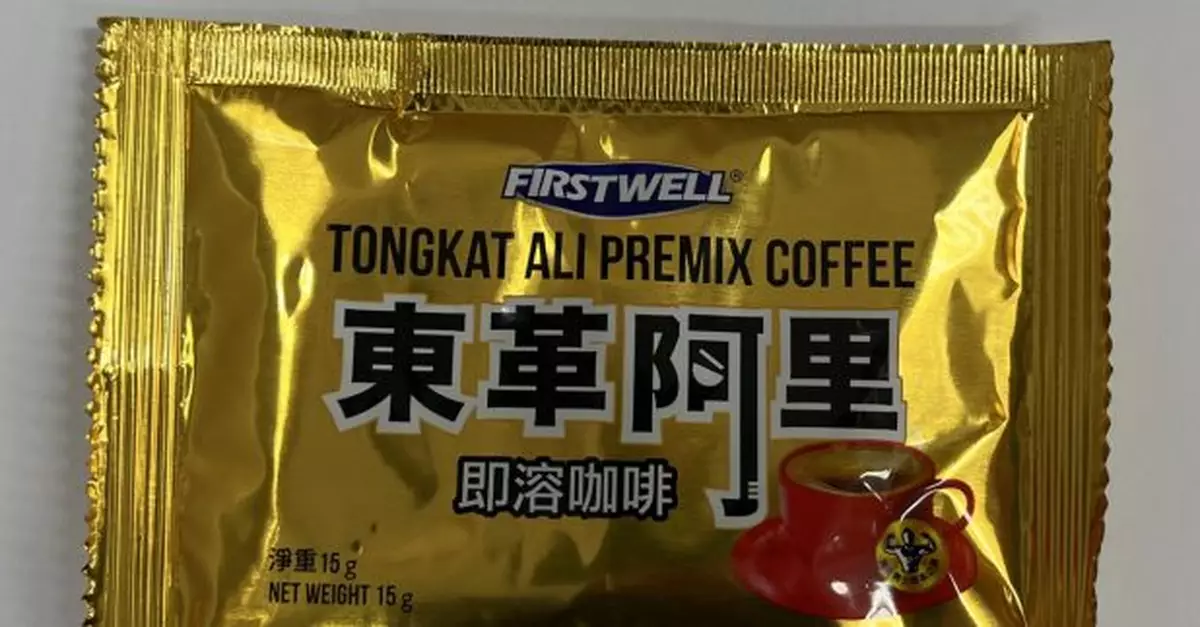 FIRSTWELL®
TONGKAT ALI PREMIX COFFEE
東革阿里
即溶咖啡
淨重 15 g
NET WEIGHT 15 g